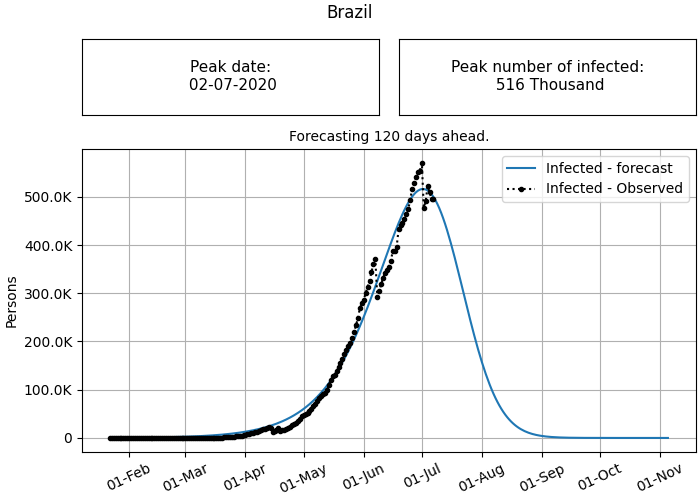 Brazil
Peak date:
02-07-2020
Peak number of infected:
516 Thousand
Forecasting 120 days ahead.
Infected - forecast
Infected - Observed
Persons
500.0K
400.0K
300.0K
200.0K
100.0K
0
01-Feb
01-Mar
01-Apr
01-May
01-Jun
01-Jul
01-Aug
01-Sep
01-Oct
01-Nov